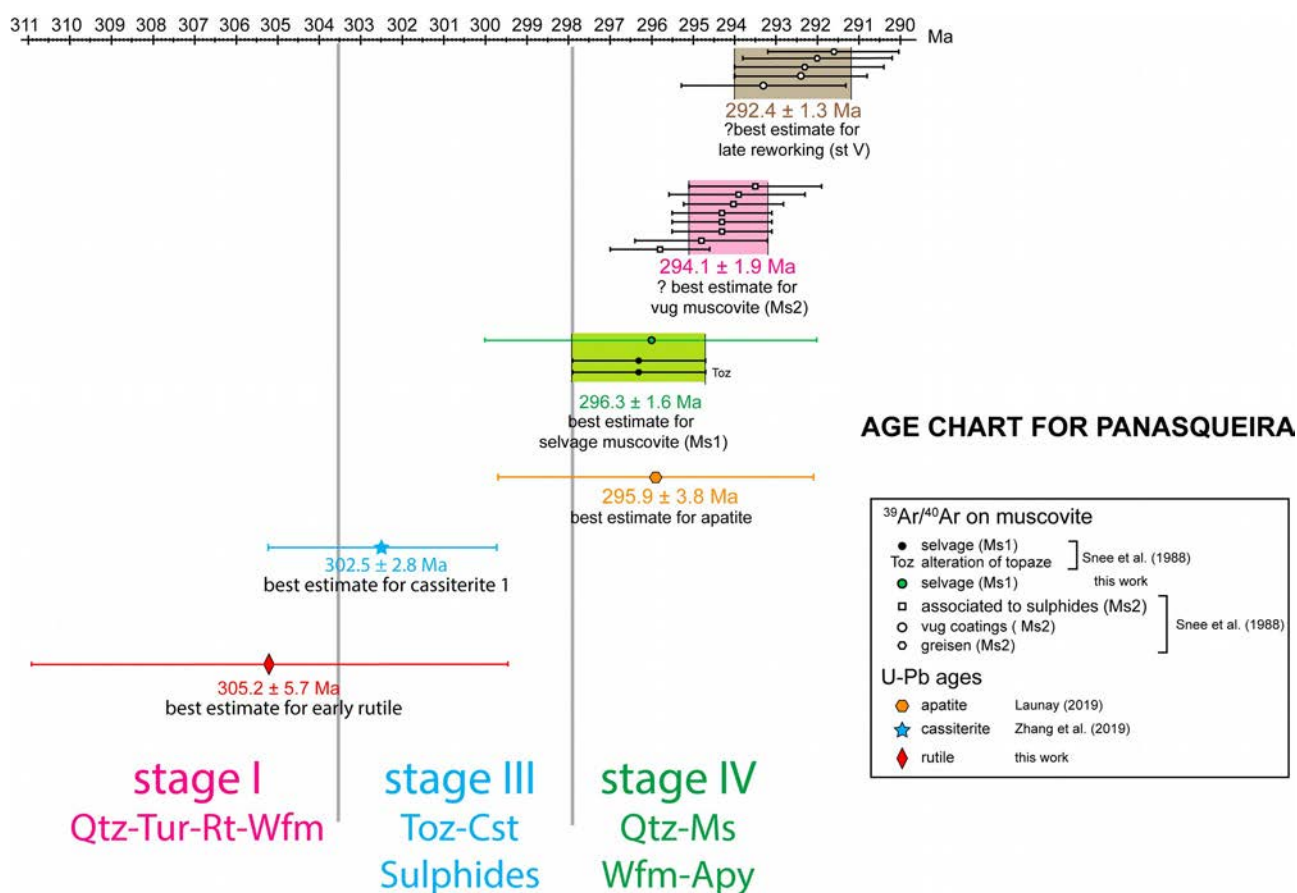 311 310 309 308 307 306 305 304 303 302 301 300 299 298 297 296 295 294 293 292 291 290 Ma
292.4 ± 1.3 Ma
?best estimate for
late reworking (st V)
294.1 ± 1.9 Ma
? best estimate for
vug muscovite (Ms2)
Toz
296.3 ± 1.6 Ma
best estimate for
selvage muscovite (Ms1)
295.9 ± 3.8 Ma
best estimate for apatite
302.5 ± 2.8 Ma
best estimate for cassiterite 1
305.2 ± 5.7 Ma
best estimate for early rutile
stage I
Qtz-Tur-Rt-Wfm
stage III
Toz-Cst
Sulphides
stage IV
Qtz-Ms
Wfm-Apy
AGE CHART FOR PANASQUEIRA
³⁹Ar/⁴⁰Ar on muscovite
selvage (Ms1)
Toz alteration of topaze
Snee et al. (1988)
selvage (Ms1) this work
associated to sulphides (Ms2)
vug coatings ( Ms2)
greisen (Ms2)
Snee et al. (1988)
U-Pb ages
apatite Launay (2019)
cassiterite Zhang et al. (2019)
rutile this work